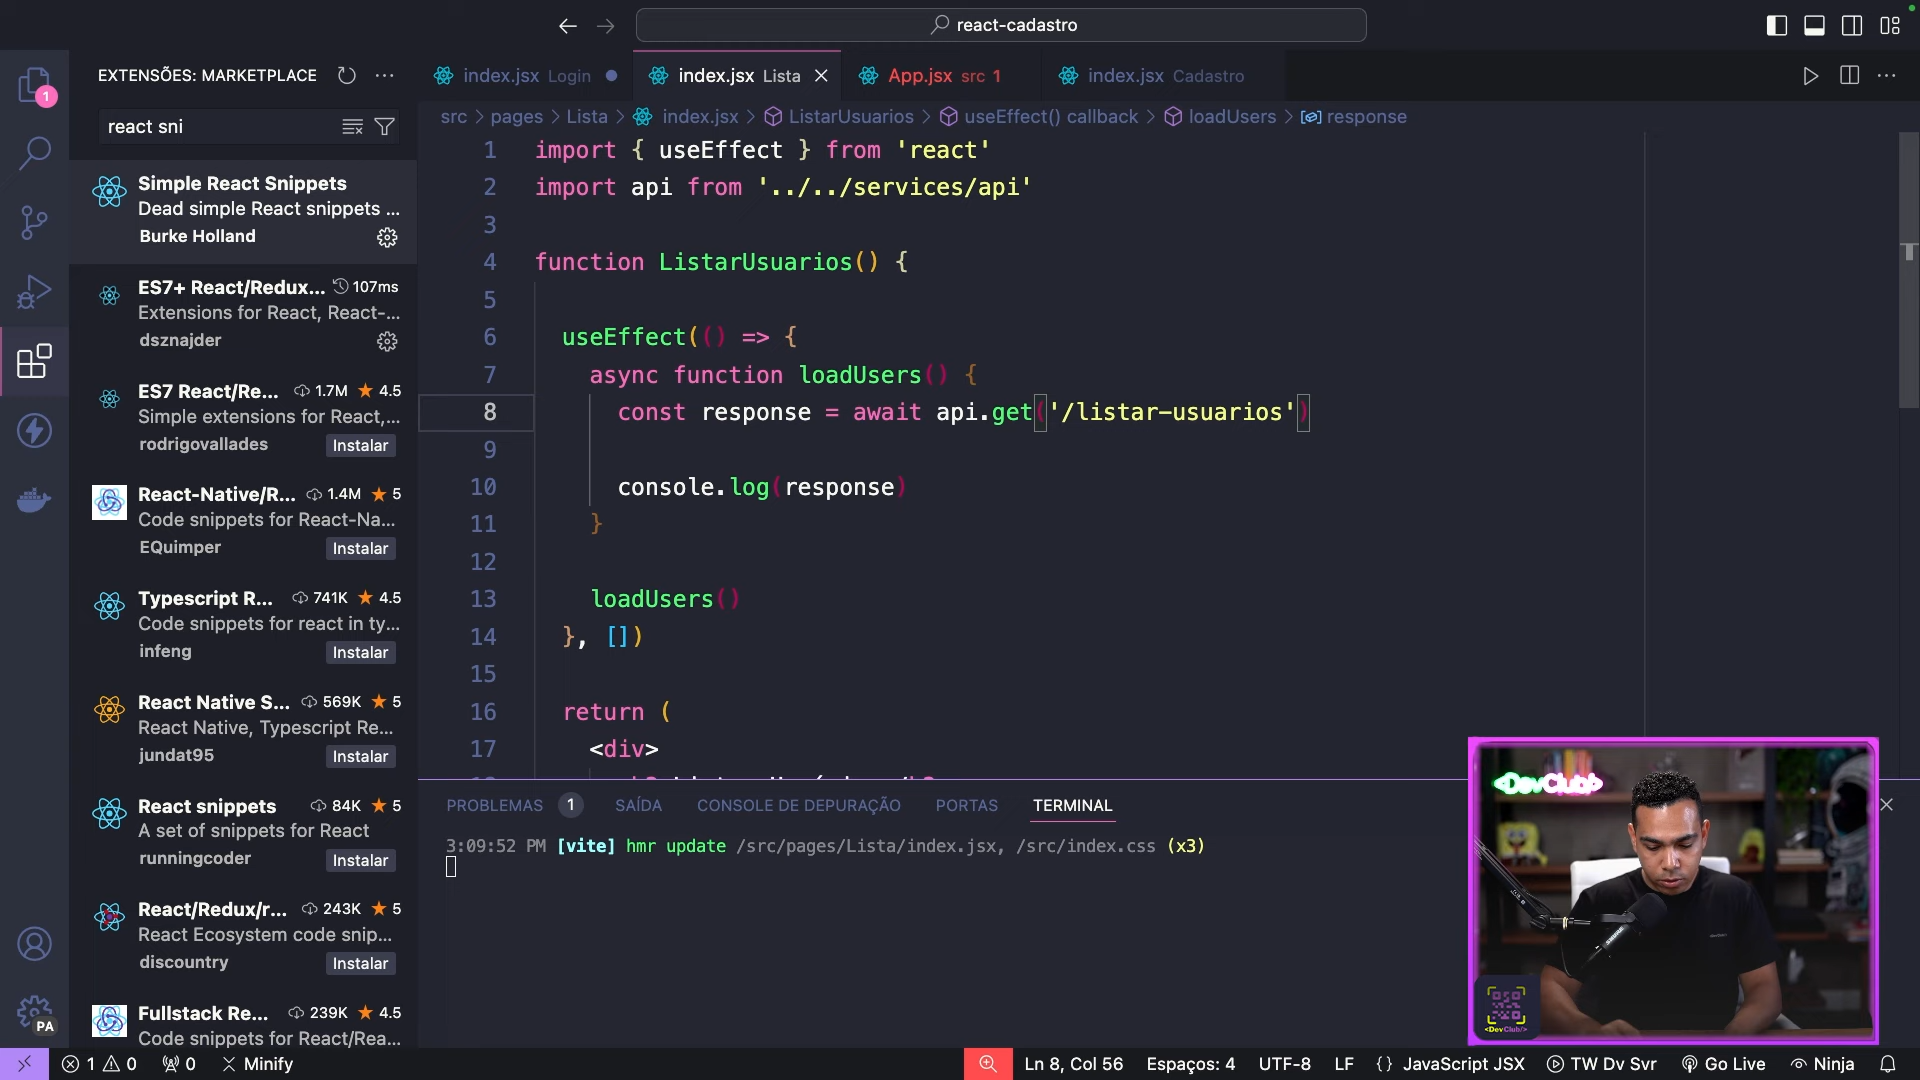 react-cadastro
EXTENSÕES: MARKETPLACE
index.jsx Login
index.jsx Lista
App.jsx src 1
index.jsx Cadastro
1
react sni
src > pages > Lista > index.jsx > ListarUsuarios > useEffect() callback > loadUsers > response
Simple React Snippets
Dead simple React snippets ...
Burke Holland
ES7+ React/Redux... 107ms
Extensions for React, React-...
dsznajder
ES7 React/Re... 1.7M 4.5
Simple extensions for React,...
rodrigovallades Instalar
React-Native/R... 1.4M 5
Code snippets for React-Na...
EQuimper Instalar
Typescript R... 741K 4.5
Code snippets for react in ty...
infeng Instalar
React Native S... 569K 5
React Native, Typescript Re...
jundat95 Instalar
React snippets 84K 5
A set of snippets for React
runningcoder Instalar
React/Redux/r... 243K 5
React Ecosystem code snip...
discountry Instalar
Fullstack Re... 239K 4.5
Code snippets for React/Rea...
PA
1 import { useEffect } from 'react'
2 import api from '../../services/api'
3
4 function ListarUsuarios() {
5
6 useEffect(() => {
7 async function loadUsers() {
8 const response = await api.get('/listar-usuarios')
9
10 console.log(response)
11 }
12
13 loadUsers()
14 }, [])
15
16 return (
17 <div>
PROBLEMAS 1 SAÍDA CONSOLE DE DEPURAÇÃO PORTAS TERMINAL
3:09:52 PM [vite] hmr update /src/pages/Lista/index.jsx, /src/index.css (x3)
<DevClub/>
<DevClub/>
1 0 0 Minify
Ln 8, Col 56 Espaços: 4 UTF-8 LF {} JavaScript JSX TW Dv Svr Go Live Ninja